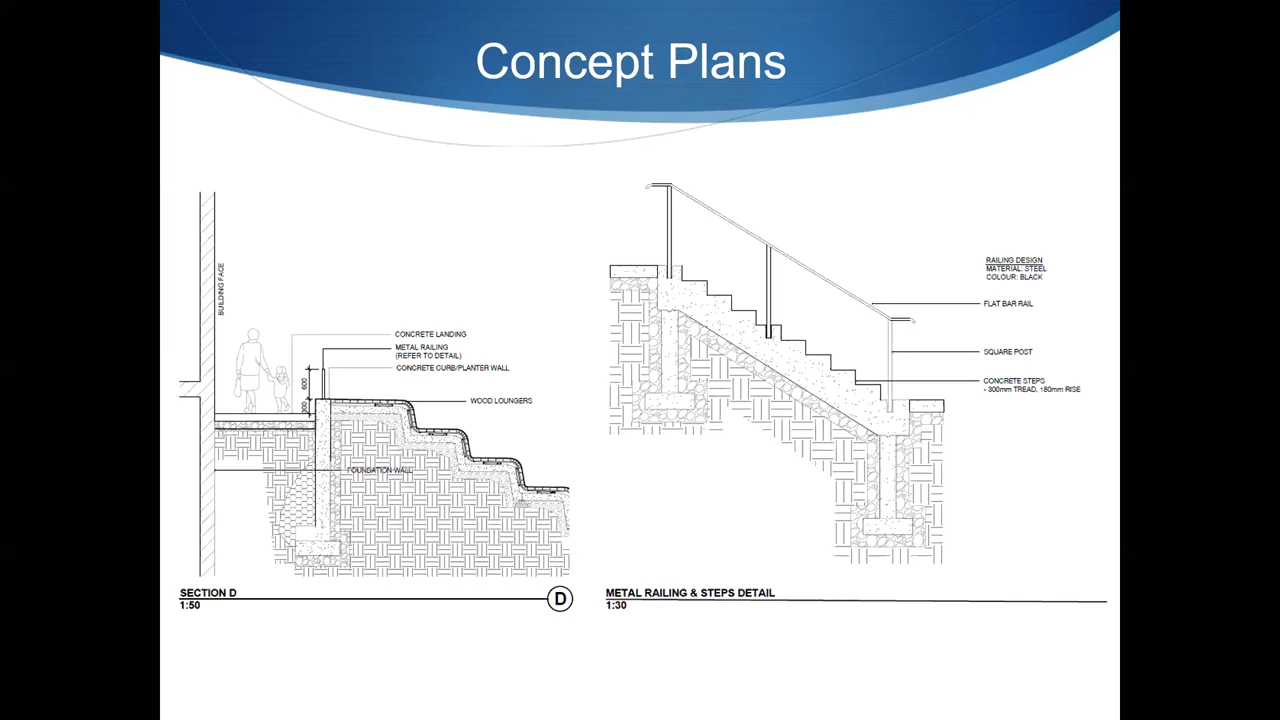 Concept Plans
BUILDING FACE
CONCRETE LANDING
METAL RAILING
(REFER TO DETAIL)
CONCRETE CURB/PLANTER WALL
600
300
WOOD LOUNGERS
FOUNDATION WALL
SECTION D
1:50
D
RAILING DESIGN
MATERIAL: STEEL
COLOUR: BLACK
FLAT BAR RAIL
SQUARE POST
CONCRETE STEPS
- 300mm TREAD, 180mm RISE
METAL RAILING & STEPS DETAIL
1:30